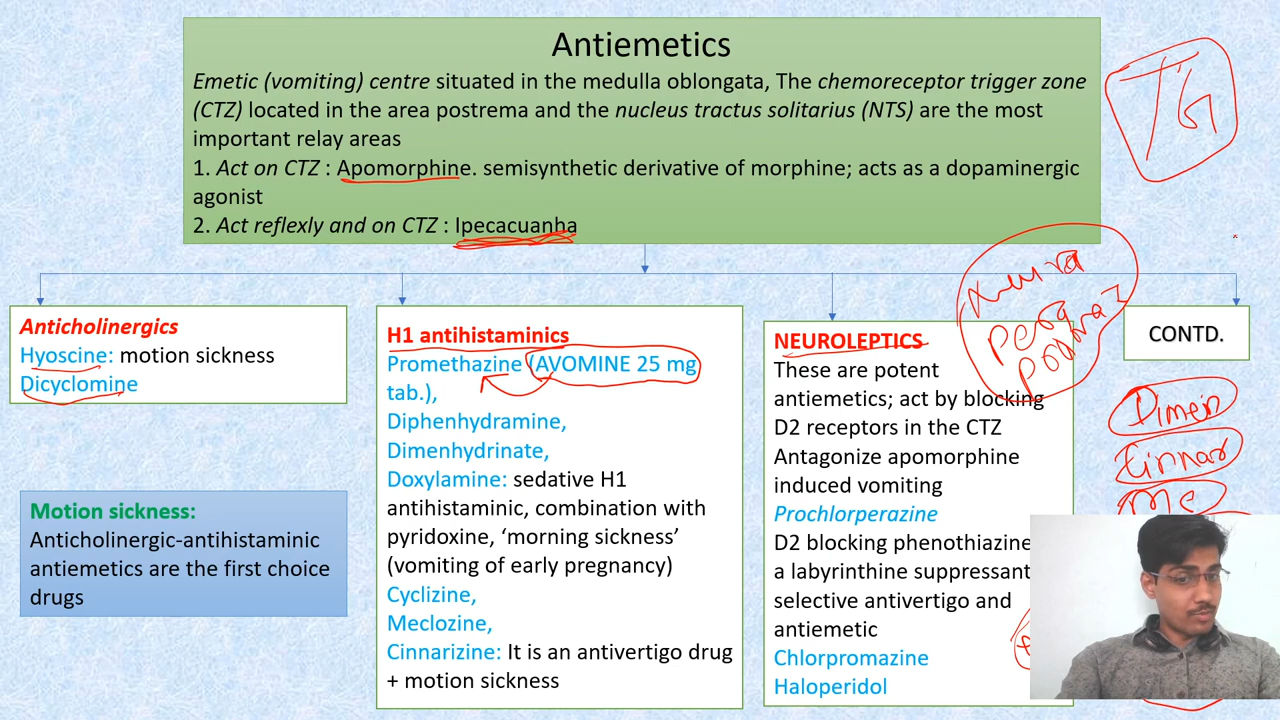 Antiemetics
Emetic (vomiting) centre situated in the medulla oblongata, The chemoreceptor trigger zone
(CTZ) located in the area postrema and the nucleus tractus solitarius (NTS) are the most
important relay areas
1. Act on CTZ : Apomorphine. semisynthetic derivative of morphine; acts as a dopaminergic
agonist
2. Act reflexly and on CTZ : Ipecacuanha
Anticholinergics
Hyoscine: motion sickness
Dicyclomine
Motion sickness:
Anticholinergic-antihistaminic
antiemetics are the first choice
drugs
H1 antihistaminics
Promethazine (AVOMINE 25 mg
tab.),
Diphenhydramine,
Dimenhydrinate,
Doxylamine: sedative H1
antihistaminic, combination with
pyridoxine, ‘morning sickness’
(vomiting of early pregnancy)
Cyclizine,
Meclozine,
Cinnarizine: It is an antivertigo drug
+ motion sickness
NEUROLEPTICS
These are potent
antiemetics; act by blocking
D2 receptors in the CTZ
Antagonize apomorphine
induced vomiting
Prochlorperazine
D2 blocking phenothiazine
a labyrinthine suppressant
selective antivertigo and
antiemetic
Chlorpromazine
Haloperidol
CONTD.
Dimen
Cinnar
Me